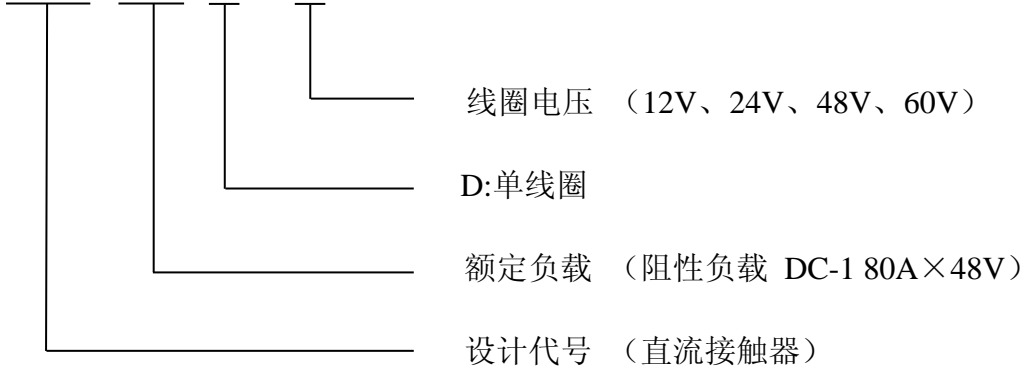 线圈电压 （12V、24V、48V、60V）
D:单线圈
额定负载 （阻性负载 DC-1 80A×48V）
设计代号 （直流接触器）